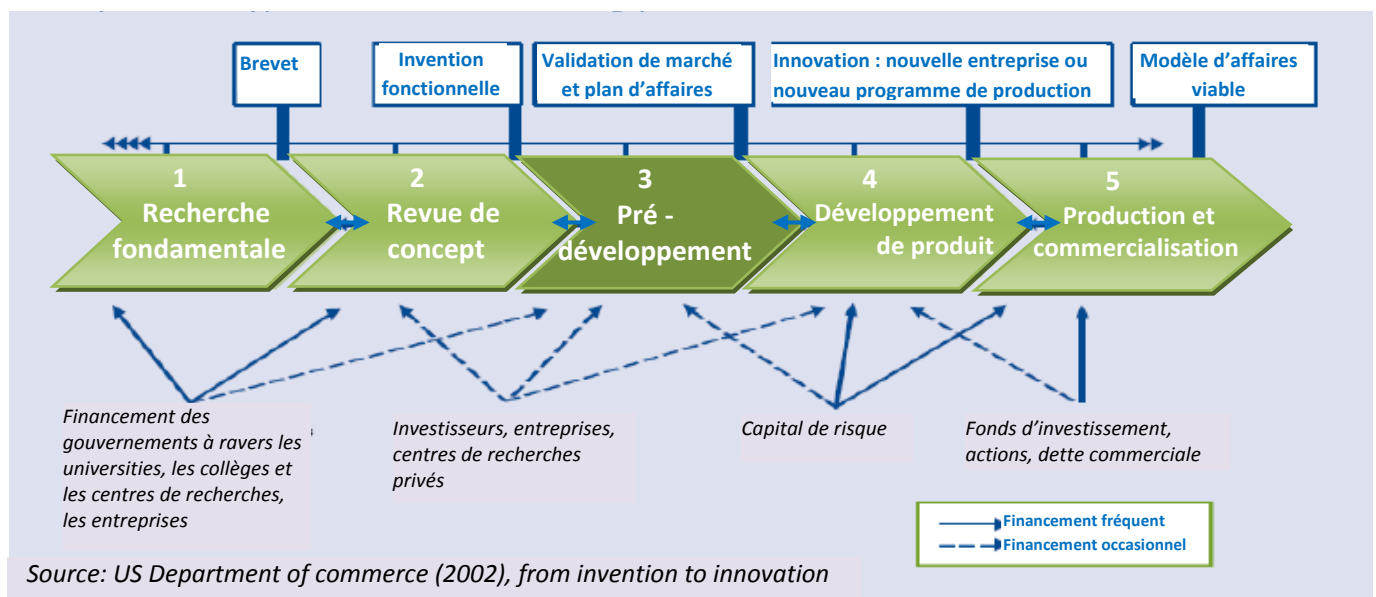 Brevet
Invention
fonctionnelle
Validation de marché
et plan d’affaires
Innovation : nouvelle entreprise ou
nouveau programme de production
Modèle d’affaires
viable
1
Recherche
fondamentale
2
Revue de
concept
3
Pré -
développement
4
Développement
de produit
5
Production et
commercialisation
Financement des
gouvernements à ravers les
universities, les collèges et
les centres de recherches,
les entreprises
Investisseurs, entreprises,
centres de recherches
privés
Capital de risque
Fonds d’investissement,
actions, dette commerciale
Financement fréquent
Financement occasionnel
Source: US Department of commerce (2002), from invention to innovation